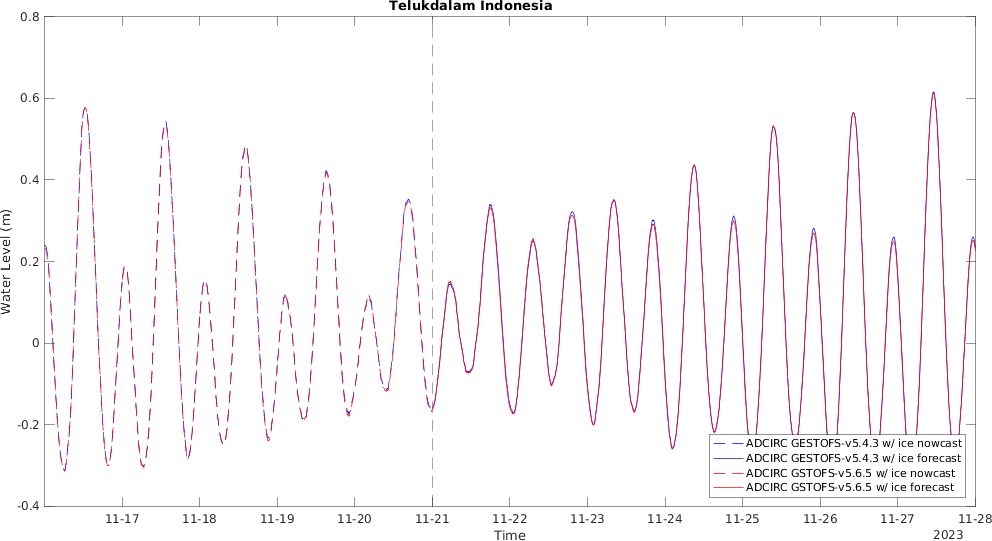 Telukdalam Indonesia
0.8
0.6
0.4
0.2
0
-0.2
-0.4
Water Level (m)
ADCIRC GESTOFS-v5.4.3 w/ ice nowcast
ADCIRC GESTOFS-v5.4.3 w/ ice forecast
ADCIRC GSTOFS-v5.6.5 w/ ice nowcast
ADCIRC GSTOFS-v5.6.5 w/ ice forecast
11-17 11-18 11-19 11-20 11-21 11-22 11-23 11-24 11-25 11-26 11-27 11-28
Time
2023